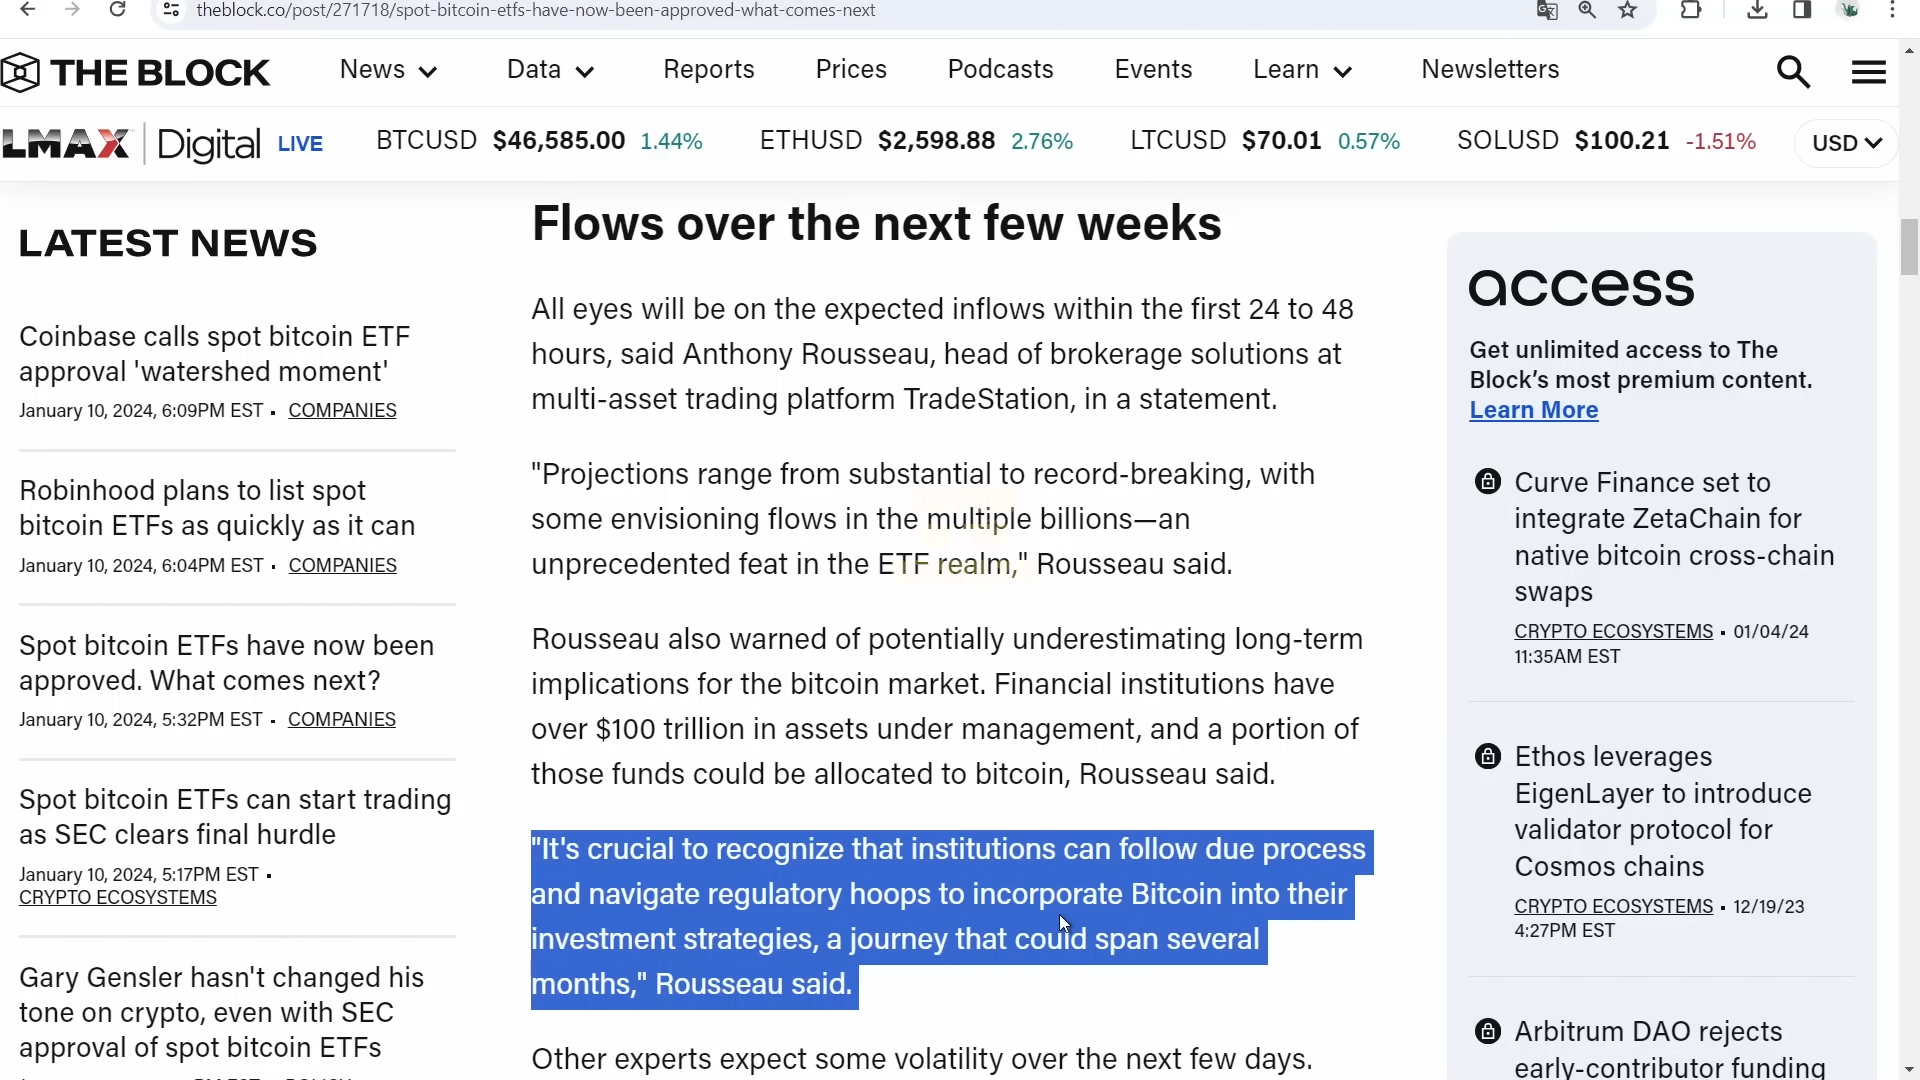 theblock.co/post/271718/spot-bitcoin-etfs-have-now-been-approved-what-comes-next
THE BLOCK
News
Data
Reports
Prices
Podcasts
Events
Learn
Newsletters
LMAX Digital LIVE
BTCUSD $46,585.00 1.44%
ETHUSD $2,598.88 2.76%
LTCUSD $70.01 0.57%
SOLUSD $100.21 -1.51%
USD
LATEST NEWS
Coinbase calls spot bitcoin ETF
approval 'watershed moment'
January 10, 2024, 6:09PM EST • COMPANIES
Robinhood plans to list spot
bitcoin ETFs as quickly as it can
January 10, 2024, 6:04PM EST • COMPANIES
Spot bitcoin ETFs have now been
approved. What comes next?
January 10, 2024, 5:32PM EST • COMPANIES
Spot bitcoin ETFs can start trading
as SEC clears final hurdle
January 10, 2024, 5:17PM EST •
CRYPTO ECOSYSTEMS
Gary Gensler hasn't changed his
tone on crypto, even with SEC
approval of spot bitcoin ETFs
Flows over the next few weeks
All eyes will be on the expected inflows within the first 24 to 48
hours, said Anthony Rousseau, head of brokerage solutions at
multi-asset trading platform TradeStation, in a statement.
"Projections range from substantial to record-breaking, with
some envisioning flows in the multiple billions—an
unprecedented feat in the ETF realm," Rousseau said.
Rousseau also warned of potentially underestimating long-term
implications for the bitcoin market. Financial institutions have
over $100 trillion in assets under management, and a portion of
those funds could be allocated to bitcoin, Rousseau said.
"It's crucial to recognize that institutions can follow due process
and navigate regulatory hoops to incorporate Bitcoin into their
investment strategies, a journey that could span several
months," Rousseau said.
Other experts expect some volatility over the next few days.
access
Get unlimited access to The
Block's most premium content.
Learn More
Curve Finance set to
integrate ZetaChain for
native bitcoin cross-chain
swaps
CRYPTO ECOSYSTEMS • 01/04/24
11:35AM EST
Ethos leverages
EigenLayer to introduce
validator protocol for
Cosmos chains
CRYPTO ECOSYSTEMS • 12/19/23
4:27PM EST
Arbitrum DAO rejects
early-contributor funding